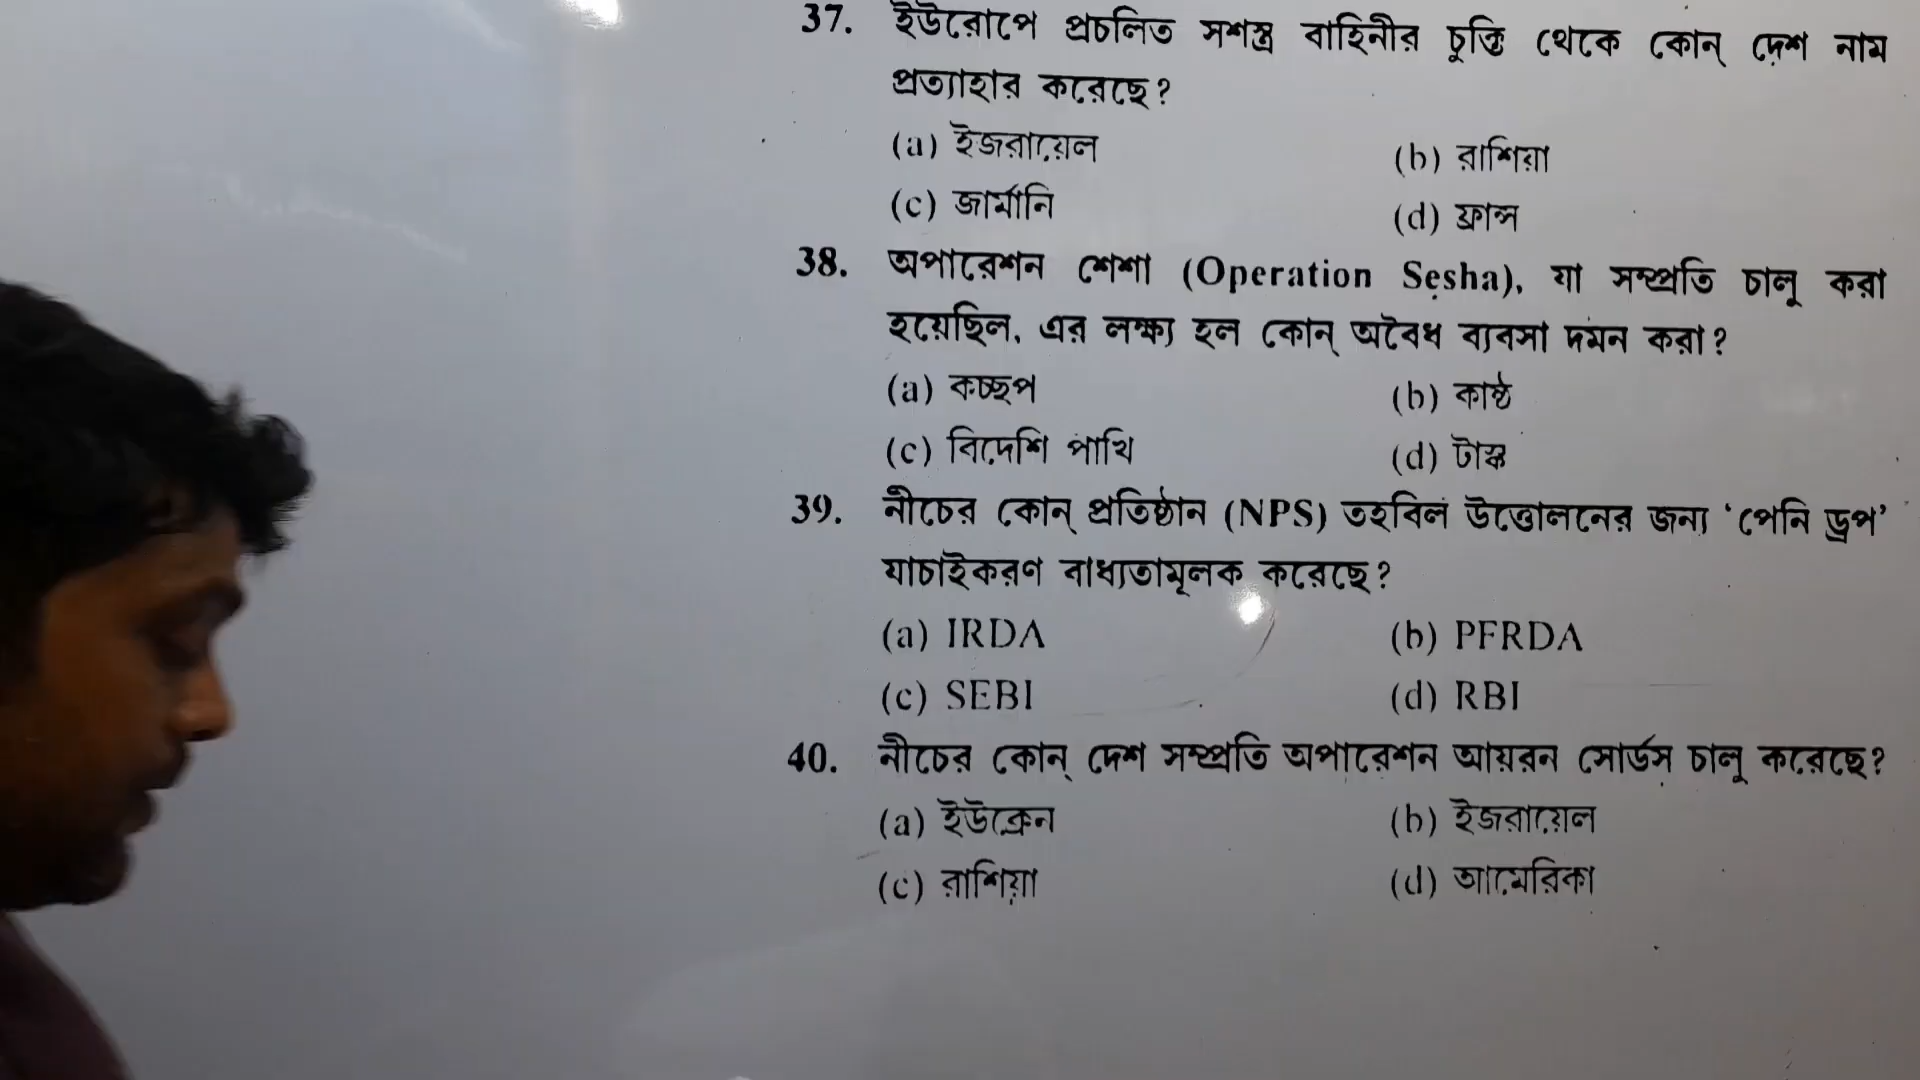 37. ইউরোপে প্রচলিত সশস্ত্র বাহিনীর চুক্তি থেকে কোন্ দেশ নাম
প্রত্যাহার করেছে?
(a) ইজরায়েল (b) রাশিয়া
(c) জার্মানি (d) ফ্রান্স
38. অপারেশন শেশা (Operation Sesha), যা সম্প্রতি চালু করা
হয়েছিল, এর লক্ষ্য হল কোন্ অবৈধ ব্যবসা দমন করা?
(a) কচ্ছপ (b) কাষ্ঠ
(c) বিদেশি পাখি (d) টাস্ক
39. নীচের কোন্ প্রতিষ্ঠান (NPS) তহবিল উত্তোলনের জন্য ‘পেনি ড্রপ’
যাচাইকরণ বাধ্যতামূলক করেছে?
(a) IRDA (b) PFRDA
(c) SEBI (d) RBI
40. নীচের কোন্ দেশ সম্প্রতি অপারেশন আয়রন সোর্ডস্ চালু করেছে?
(a) ইউক্রেন (b) ইজরায়েল
(c) রাশিয়া (d) আমেরিকা